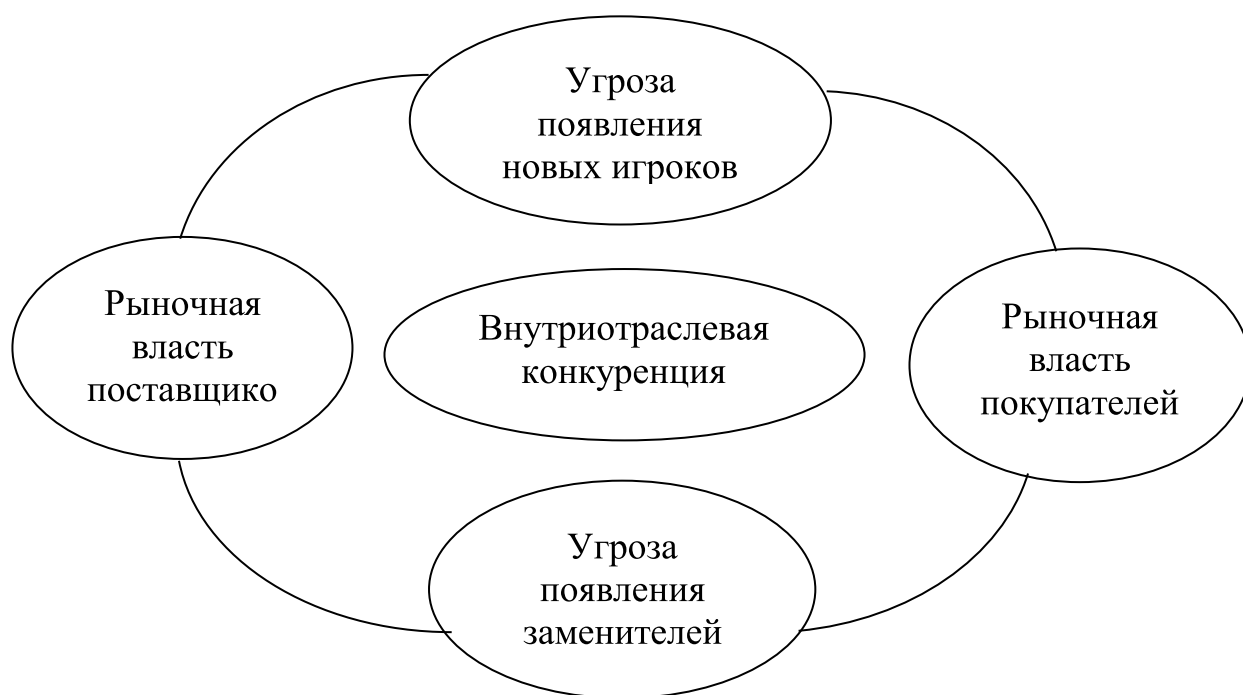 Угроза
появления
новых игроков
Рыночная
власть
поставщико
Внутриотраслевая
конкуренция
Рыночная
власть
покупателей
Угроза
появления
заменителей